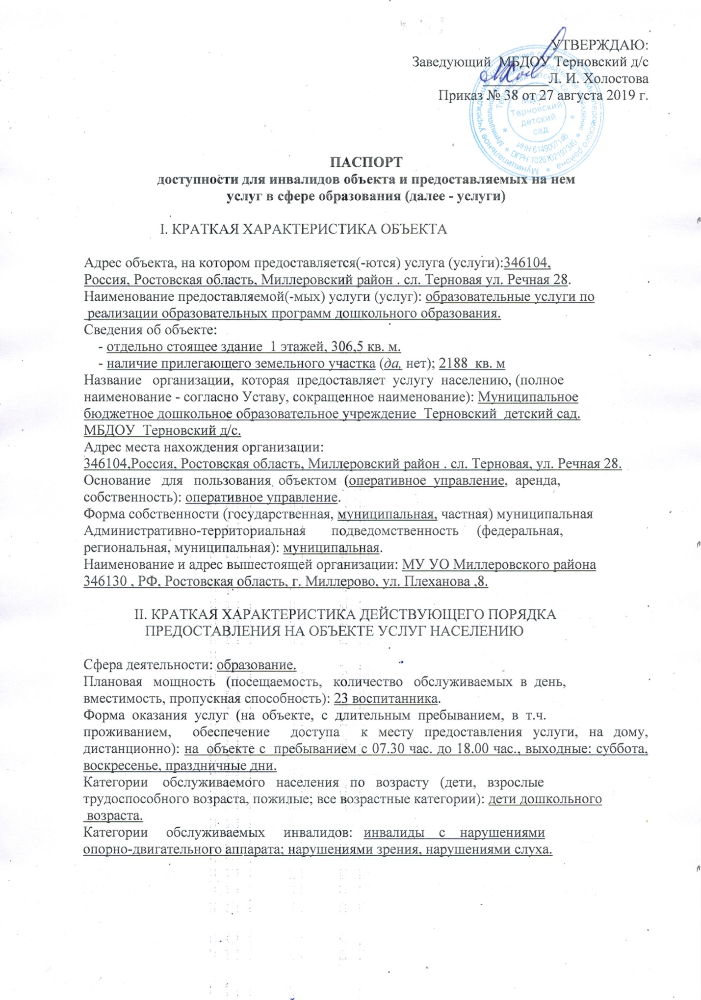 УТВЕРЖДАЮ:
Заведующий МБДОУ Терновский д/с
Л. И. Холостова
Приказ № 38 от 27 августа 2019 г.
МДОУ
Терновский
детский
сад
ИНН 6149007146
ОГРН 1026102197340
ПАСПОРТ
доступности для инвалидов объекта и предоставляемых на нем
услуг в сфере образования (далее - услуги)
I. КРАТКАЯ ХАРАКТЕРИСТИКА ОБЪЕКТА
Адрес объекта, на котором предоставляется(-ются) услуга (услуги):346104,
Россия, Ростовская область, Миллеровский район . сл. Терновая ул. Речная 28.
Наименование предоставляемой(-мых) услуги (услуг): образовательные услуги по
реализации образовательных программ дошкольного образования.
Сведения об объекте:
- отдельно стоящее здание 1 этажей, 306,5 кв. м.
- наличие прилегающего земельного участка (да, нет); 2188 кв. м
Название организации, которая предоставляет услугу населению, (полное
наименование - согласно Уставу, сокращенное наименование): Муниципальное
бюджетное дошкольное образовательное учреждение Терновский детский сад.
МБДОУ Терновский д/с.
Адрес места нахождения организации:
346104,Россия, Ростовская область, Миллеровский район . сл. Терновая, ул. Речная 28.
Основание для пользования объектом (оперативное управление, аренда,
собственность): оперативное управление.
Форма собственности (государственная, муниципальная, частная) муниципальная
Административно-территориальная подведомственность (федеральная,
региональная, муниципальная): муниципальная.
Наименование и адрес вышестоящей организации: МУ УО Миллеровского района
346130 , РФ, Ростовская область, г. Миллерово, ул. Плеханова ,8.
II. КРАТКАЯ ХАРАКТЕРИСТИКА ДЕЙСТВУЮЩЕГО ПОРЯДКА
ПРЕДОСТАВЛЕНИЯ НА ОБЪЕКТЕ УСЛУГ НАСЕЛЕНИЮ
Сфера деятельности: образование.
Плановая мощность (посещаемость, количество обслуживаемых в день,
вместимость, пропускная способность): 23 воспитанника.
Форма оказания услуг (на объекте, с длительным пребыванием, в т.ч.
проживанием, обеспечение доступа к месту предоставления услуги, на дому,
дистанционно): на объекте с пребыванием с 07.30 час. до 18.00 час., выходные: суббота,
воскресенье, праздничные дни.
Категории обслуживаемого населения по возрасту (дети, взрослые
трудоспособного возраста, пожилые; все возрастные категории): дети дошкольного
возраста.
Категории обслуживаемых инвалидов: инвалиды с нарушениями
опорно-двигательного аппарата; нарушениями зрения, нарушениями слуха.